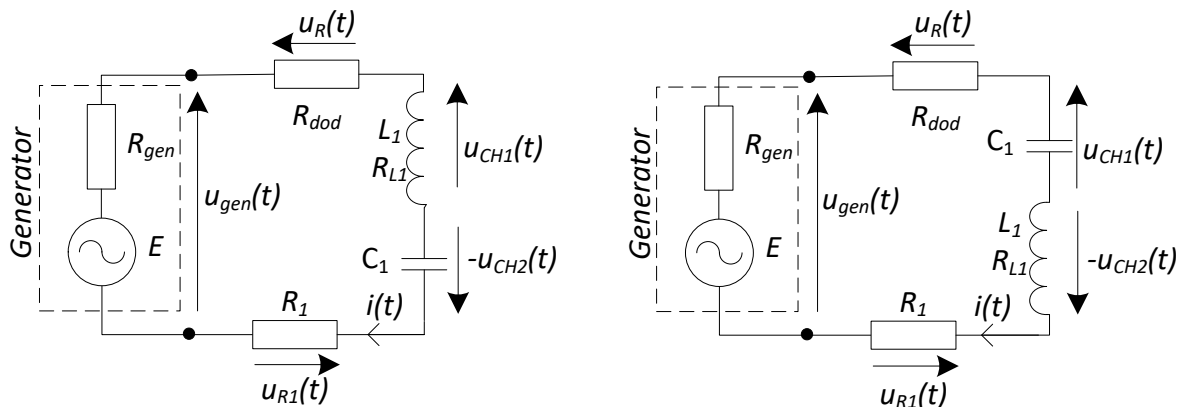 u_R(t)
R_dod
Generator
R_gen
L_1
R_L1
u_CH1(t)
u_gen(t)
E
C_1
-u_CH2(t)
R_1
i(t)
u_R1(t)
u_R(t)
R_dod
Generator
R_gen
C_1
u_CH1(t)
u_gen(t)
L_1
E
R_L1
-u_CH2(t)
R_1
i(t)
u_R1(t)